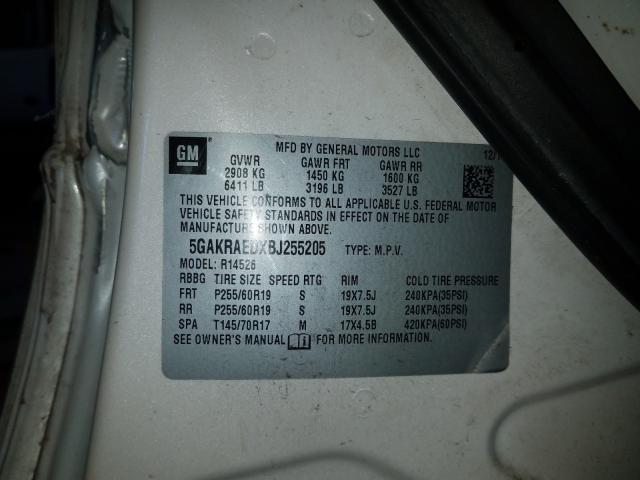 GM
MFD BY GENERAL MOTORS LLC
12/
GVWR GAWR FRT GAWR RR
2908 KG 1450 KG 1600 KG
6411 LB 3196 LB 3527 LB
THIS VEHICLE CONFORMS TO ALL APPLICABLE U.S. FEDERAL MOTOR
VEHICLE SAFETY STANDARDS IN EFFECT ON THE DATE OF
MANUFACTURE SHOWN ABOVE.
5GAKRAEDXBJ255205 TYPE: M.P.V.
MODEL: R14526
RBBG TIRE SIZE SPEED RTG RIM COLD TIRE PRESSURE
FRT P255/60R19 S 19X7.5J 240KPA(35PSI)
RR P255/60R19 S 19X7.5J 240KPA(35PSI)
SPA T145/70R17 M 17X4.5B 420KPA(60PSI)
SEE OWNER'S MANUAL FOR MORE INFORMATION.